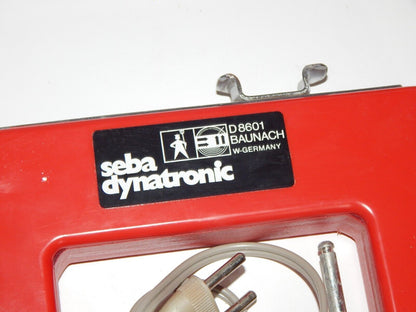 D 8601
BAUNACH
W-GERMANY
seba
dynatronic